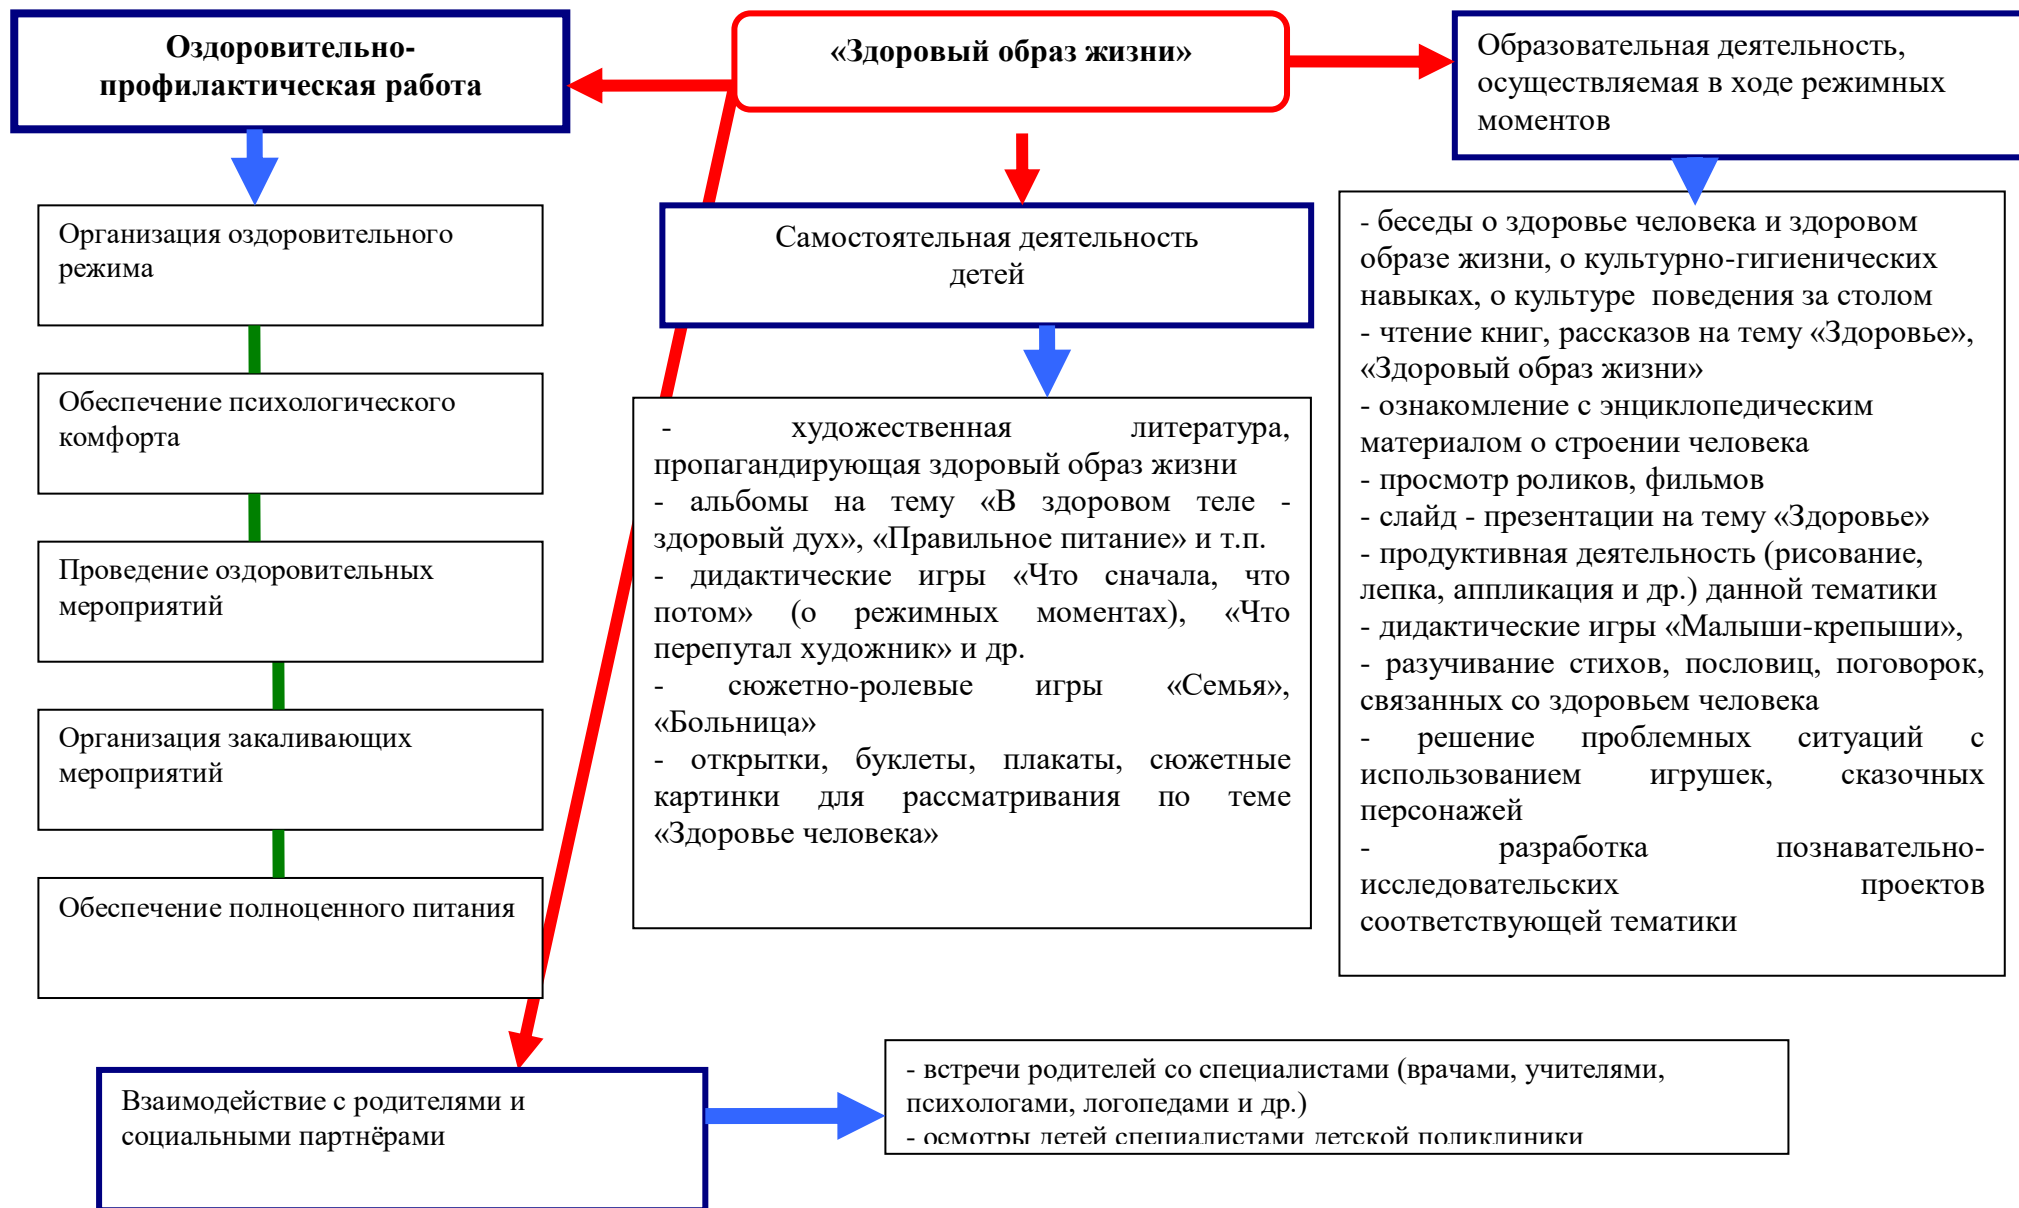 Оздоровительно-
профилактическая работа
«Здоровый образ жизни»
Образовательная деятельность,
осуществляемая в ходе режимных
моментов
Организация оздоровительного
режима
Обеспечение психологического
комфорта
Проведение оздоровительных
мероприятий
Организация закаливающих
мероприятий
Обеспечение полноценного питания
Самостоятельная деятельность
детей
- художественная литература,
пропагандирующая здоровый образ жизни
- альбомы на тему «В здоровом теле -
здоровый дух», «Правильное питание» и т.п.
- дидактические игры «Что сначала, что
потом» (о режимных моментах), «Что
перепутал художник» и др.
- сюжетно-ролевые игры «Семья»,
«Больница»
- открытки, буклеты, плакаты, сюжетные
картинки для рассматривания по теме
«Здоровье человека»
- беседы о здоровье человека и здоровом
образе жизни, о культурно-гигиенических
навыках, о культуре поведения за столом
- чтение книг, рассказов на тему «Здоровье»,
«Здоровый образ жизни»
- ознакомление с энциклопедическим
материалом о строении человека
- просмотр роликов, фильмов
- слайд - презентации на тему «Здоровье»
- продуктивная деятельность (рисование,
лепка, аппликация и др.) данной тематики
- дидактические игры «Малыши-крепыши»,
- разучивание стихов, пословиц, поговорок,
связанных со здоровьем человека
- решение проблемных ситуаций с
использованием игрушек, сказочных
персонажей
- разработка познавательно-
исследовательских проектов
соответствующей тематики
Взаимодействие с родителями и
социальными партнёрами
- встречи родителей со специалистами (врачами, учителями,
психологами, логопедами и др.)
- осмотры детей специалистами детской поликлиники